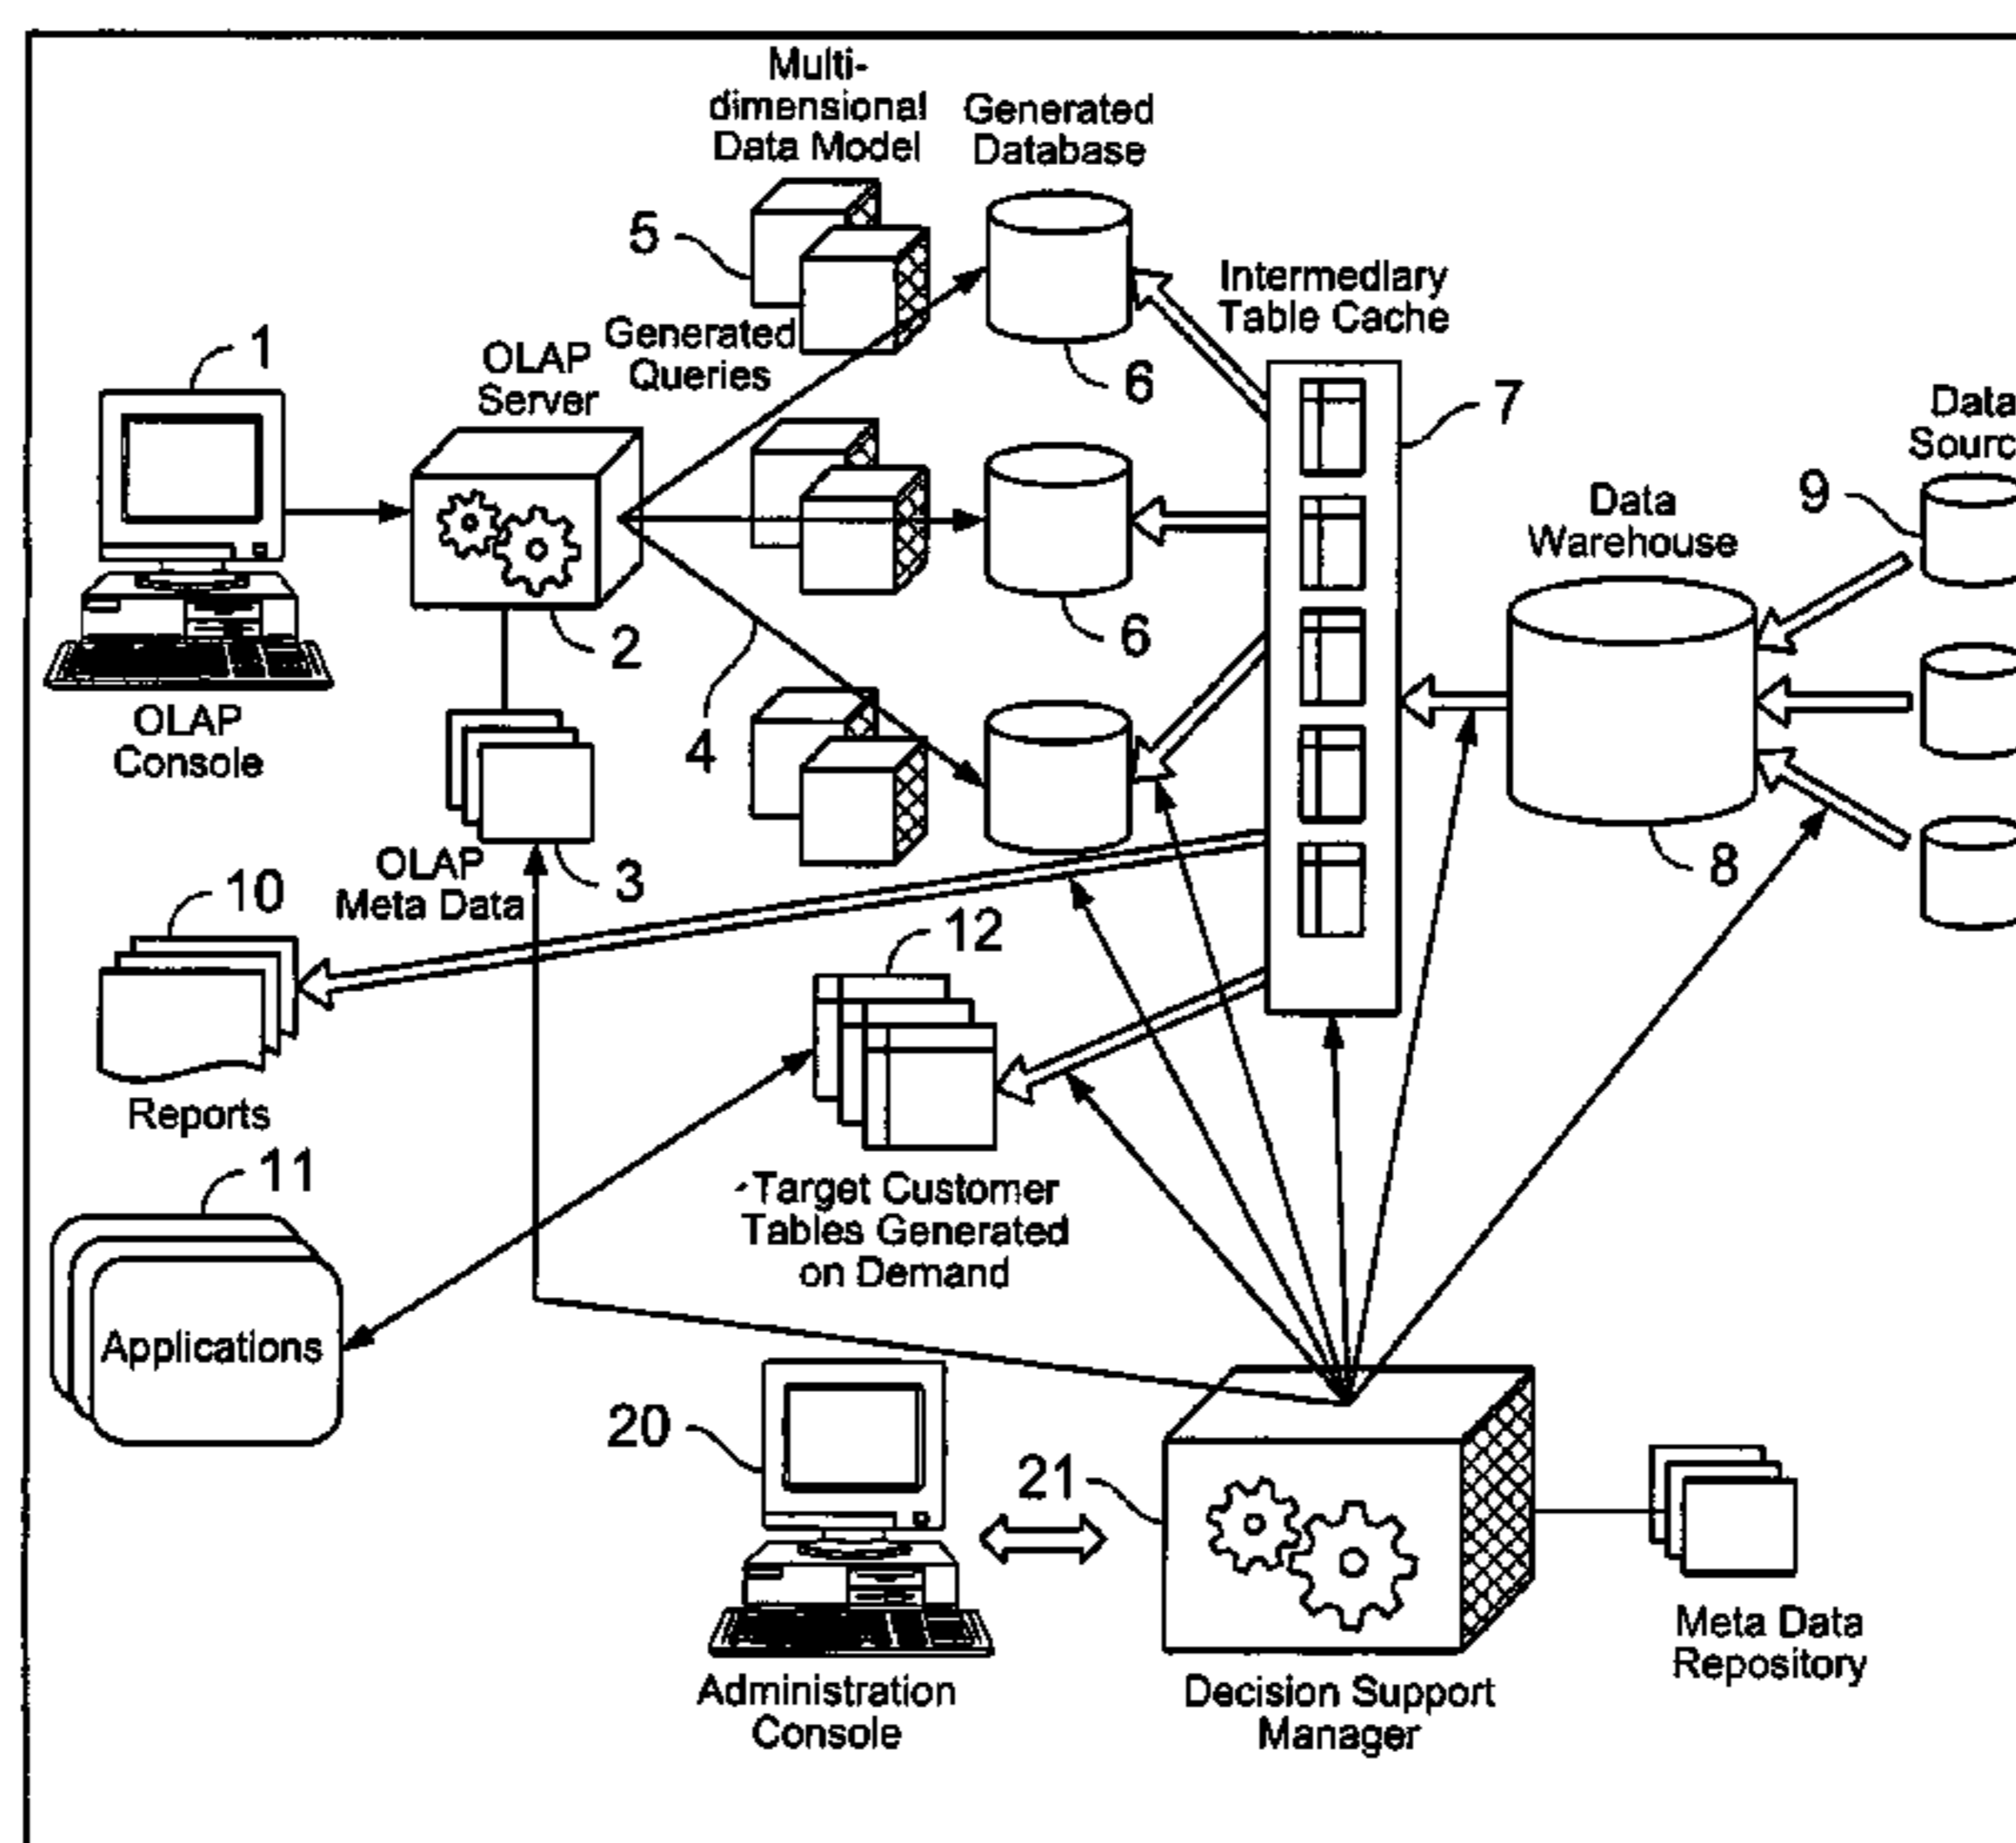 Multi-
dimensional
Data Model
Generated
Database
5
Intermediary
Table Cache
1
OLAP
Server
Generated
Queries
6
7
Data
Sourc
9
Data
Warehouse
2
6
OLAP
Console
4
8
OLAP
Meta Data
3
10
12
Reports
11
-Target Customer
Tables Generated
on Demand
Applications
20
21
Meta Data
Repository
Administration
Console
Decision Support
Manager